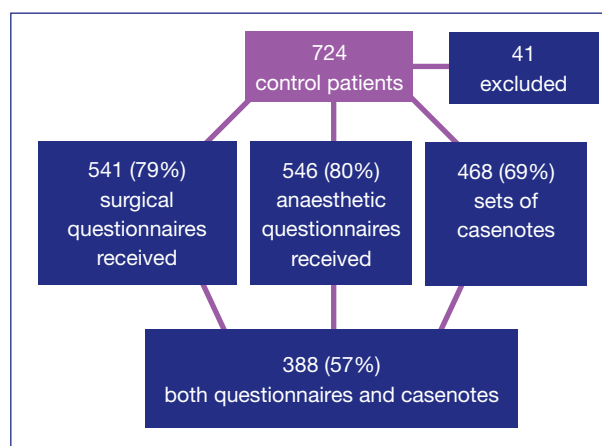 724
control patients
41
excluded
541 (79%)
surgical
questionnaires
received
546 (80%)
anaesthetic
questionnaires
received
468 (69%)
sets of
casenotes
388 (57%)
both questionnaires and casenotes